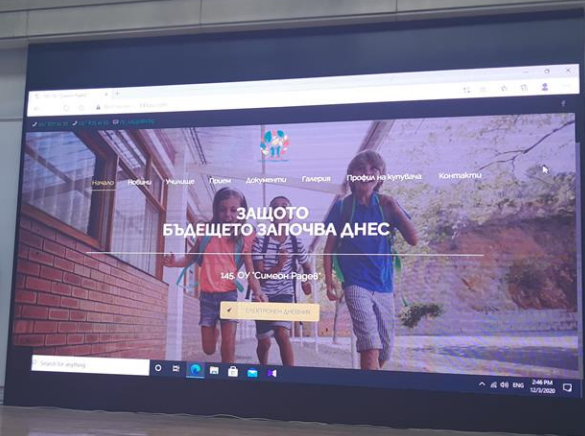 Начало Новини Училище Прием Документи Галерия Профил на купувача Контакти
ЗАЩОТО
БЪДЕЩЕТО ЗАПОЧВА ДНЕС
145. ОУ "Симеон Радев"
ЕЛЕКТРОНЕН ДНЕВНИК
Search for anything
ENG
2:46 PM
12/3/2020